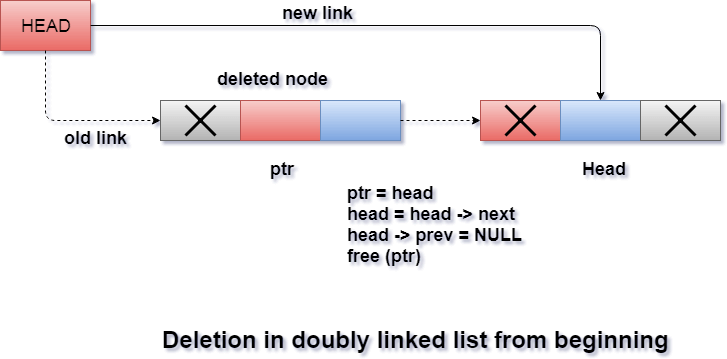 HEAD
new link
deleted node
old link
ptr
Head
ptr = head
head = head -> next
head -> prev = NULL
free (ptr)
Deletion in doubly linked list from beginning